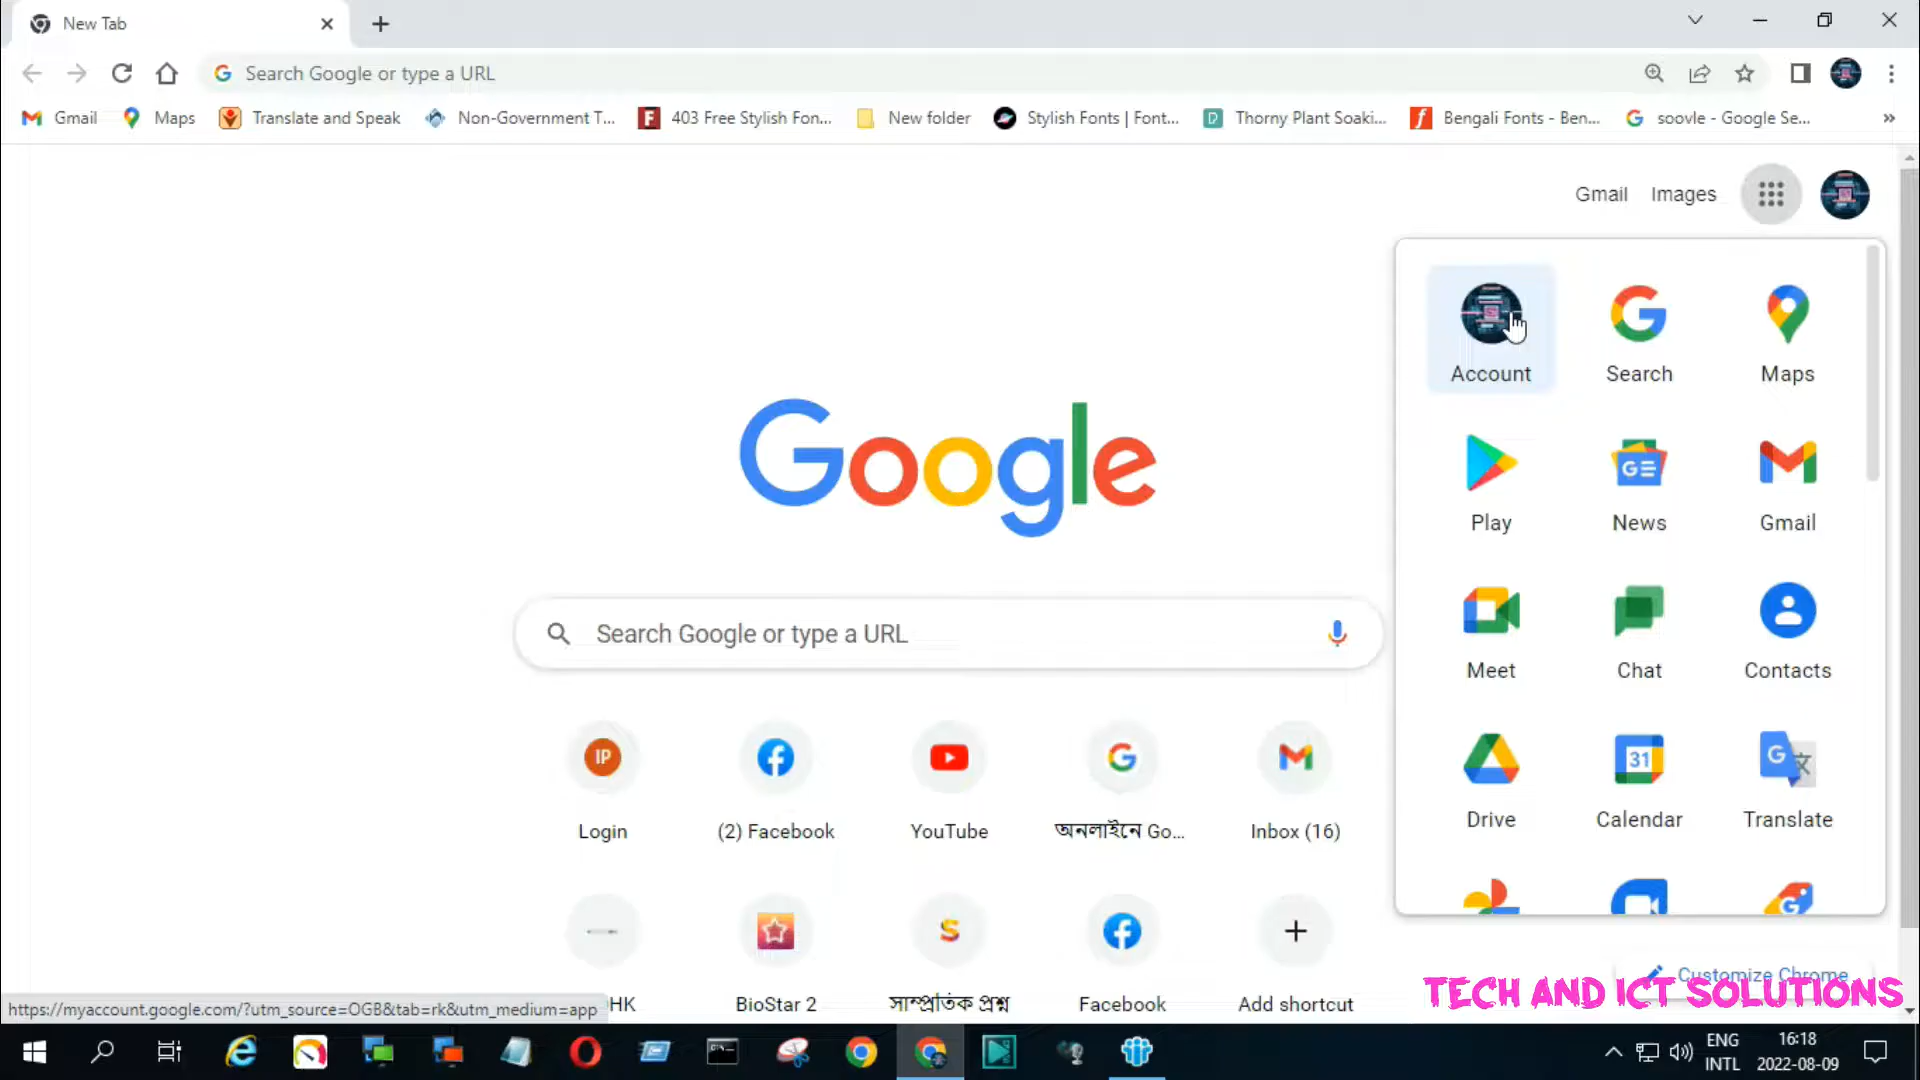 New Tab
Search Google or type a URL
Gmail
Maps
Translate and Speak
Non-Government T...
403 Free Stylish Fon...
New folder
Stylish Fonts | Font...
Thorny Plant Soaki...
Bengali Fonts - Ben...
soovle - Google Se...
Gmail
Images
Account
Search
Maps
Play
News
Gmail
Meet
Chat
Contacts
Drive
Calendar
Translate
Google
Search Google or type a URL
Login
(2) Facebook
YouTube
অনলাইনে Go...
Inbox (16)
HK
BioStar 2
সাম্প্রতিক প্রশ্ন
Facebook
Add shortcut
Customize Chrome
TECH AND ICT SOLUTIONS
https://myaccount.google.com/?utm_source=OGB&tab=rk&utm_medium=app
ENG
INTL
16:18
2022-08-09